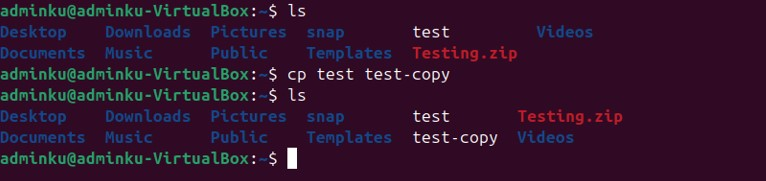 adminku@adminku-VirtualBox:~$ ls
Desktop    Downloads  Pictures  snap       test         Videos
Documents  Music      Public    Templates  Testing.zip
adminku@adminku-VirtualBox:~$ cp test test-copy
adminku@adminku-VirtualBox:~$ ls
Desktop    Downloads  Pictures  snap       test       Testing.zip
Documents  Music      Public    Templates  test-copy  Videos
adminku@adminku-VirtualBox:~$